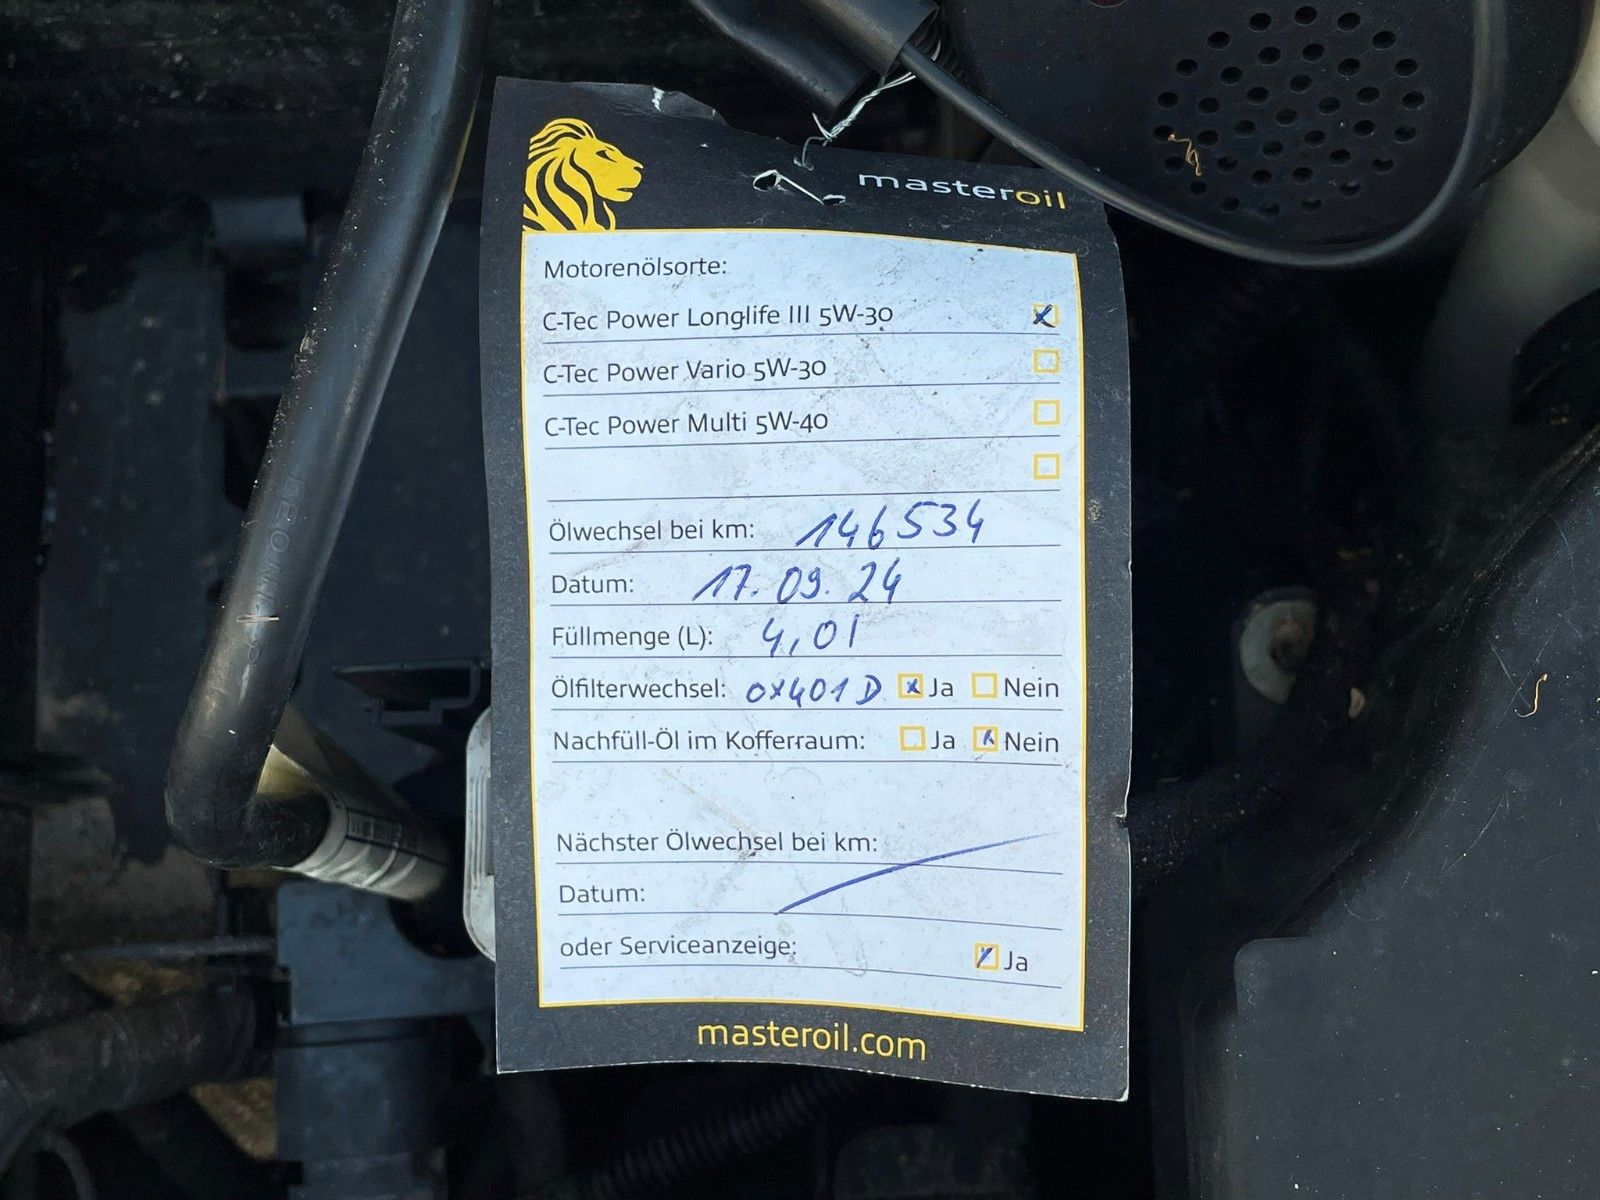 masteroil
Motorenölsorte:
C-Tec Power Longlife III 5W-30
C-Tec Power Vario 5W-30
C-Tec Power Multi 5W-40
Ölwechsel bei km: 146534
Datum: 17.09.24
Füllmenge (L): 4,0l
Ölfilterwechsel: OX401D Ja Nein
Nachfüll-Öl im Kofferraum: Ja Nein
Nächster Ölwechsel bei km:
Datum:
oder Serviceanzeige: Ja
masteroil.com